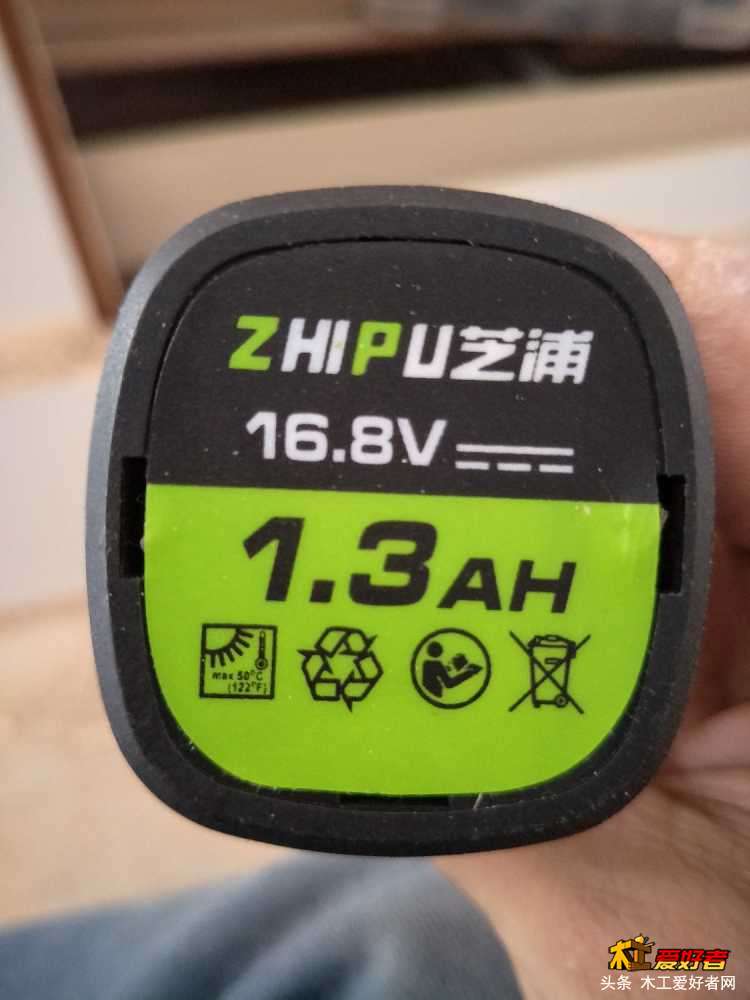 ZHIPU芝浦
16.8V
1.3AH
max 50°C
(122°F)
木工爱好者
头条 木工爱好者网